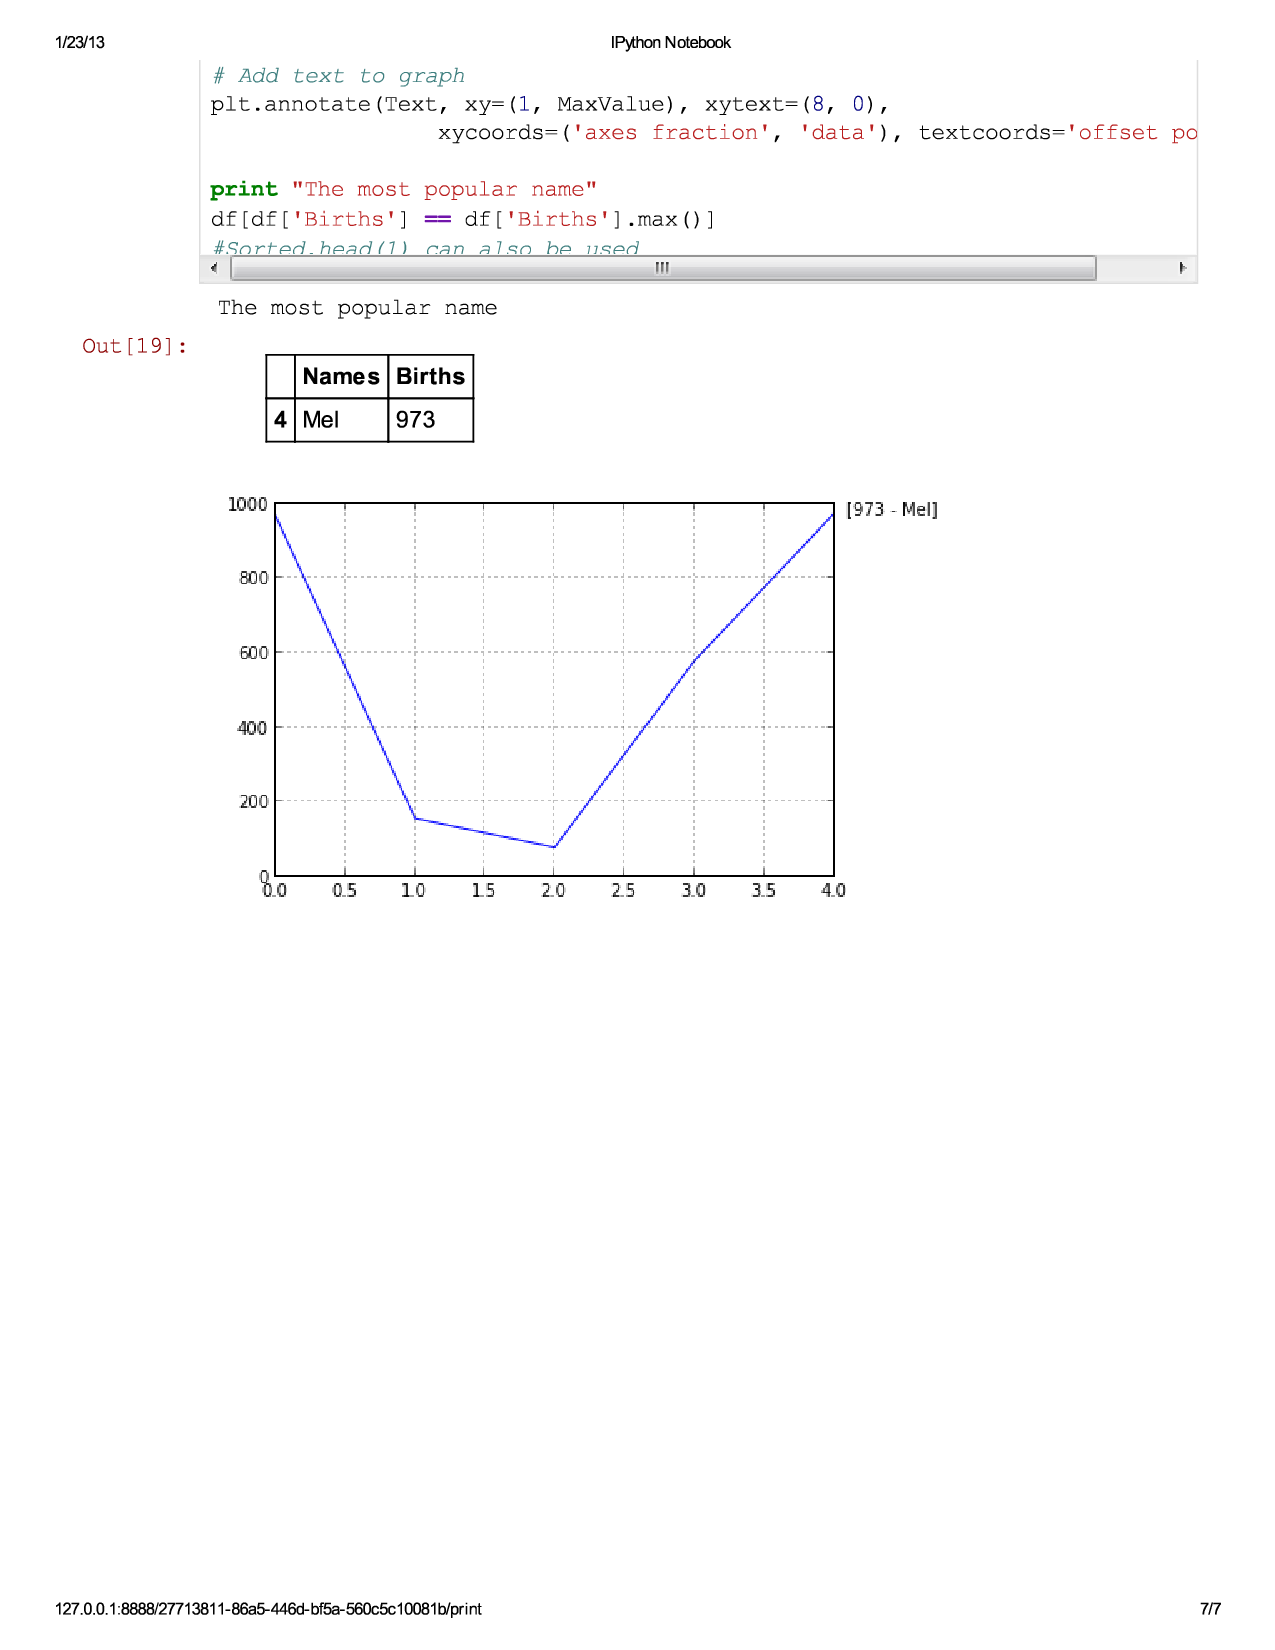 1/23/13
IPython Notebook
# Add text to graph
plt.annotate(Text, xy=(1, MaxValue), xytext=(8, 0),
xycoords=('axes fraction', 'data'), textcoords='offset po
print "The most popular name"
df[df['Births'] == df['Births'].max()]
#Sorted.head(1) can also be used
The most popular name
Out[19]:
Names Births
4 Mel 973
1000
[973 - Mel]
800
600
400
200
0
0.0 0.5 1.0 1.5 2.0 2.5 3.0 3.5 4.0
127.0.0.1:8888/27713811-86a5-446d-bf5a-560c5c10081b/print
7/7